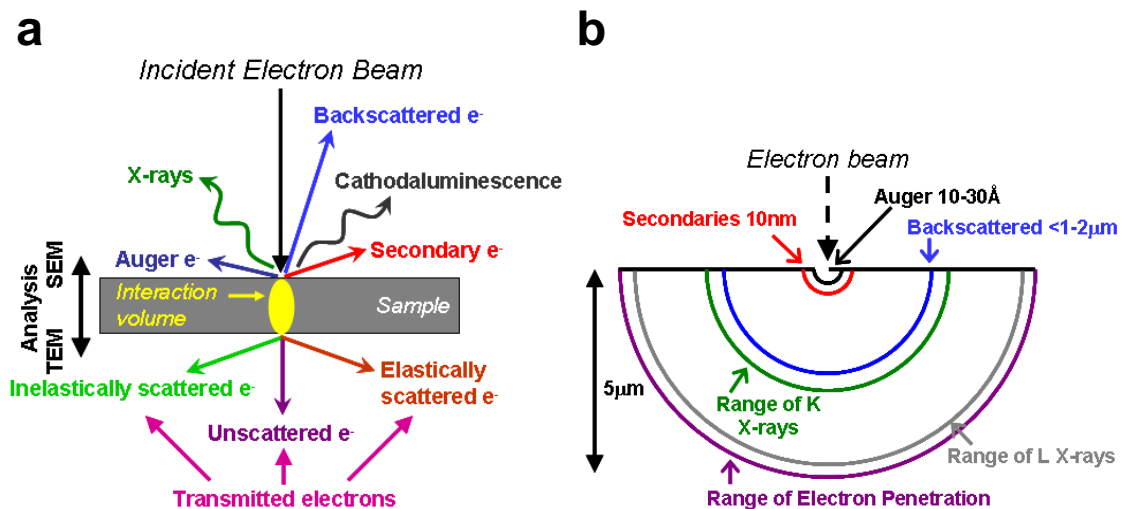 a
Incident Electron Beam
Backscattered e-
X-rays
Cathodaluminescence
Auger e-
Secondary e-
Analysis
SEM
TEM
Interaction
volume
Sample
Inelastically scattered e-
Elastically
scattered e-
Unscattered e-
Transmitted electrons
b
Electron beam
Auger 10-30Å
Secondaries 10nm
Backscattered <1-2μm
5μm
Range of K
X-rays
Range of L X-rays
Range of Electron Penetration